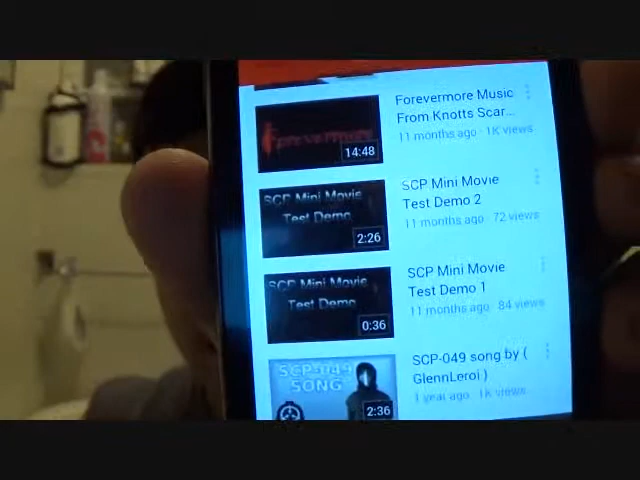 Forevermore Music
From Knotts Scar...
11 months ago · 1K views
Forevermore
14:48
SCP Mini Movie
Test Demo 2
11 months ago · 72 views
SCP Mini Movie
Test Demo
2:26
SCP Mini Movie
Test Demo 1
11 months ago · 84 views
SCP Mini Movie
Test Demo
0:36
SCP-049 song by (
GlennLeroi )
1 year ago · 1K views
SCP-049
SONG
2:36